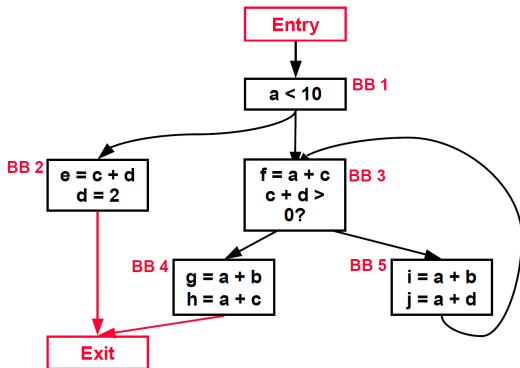 Entry
BB 1
a < 10
BB 2
e = c + d
d = 2
BB 3
f = a + c
c + d >
0?
BB 4
g = a + b
h = a + c
BB 5
i = a + b
j = a + d
Exit